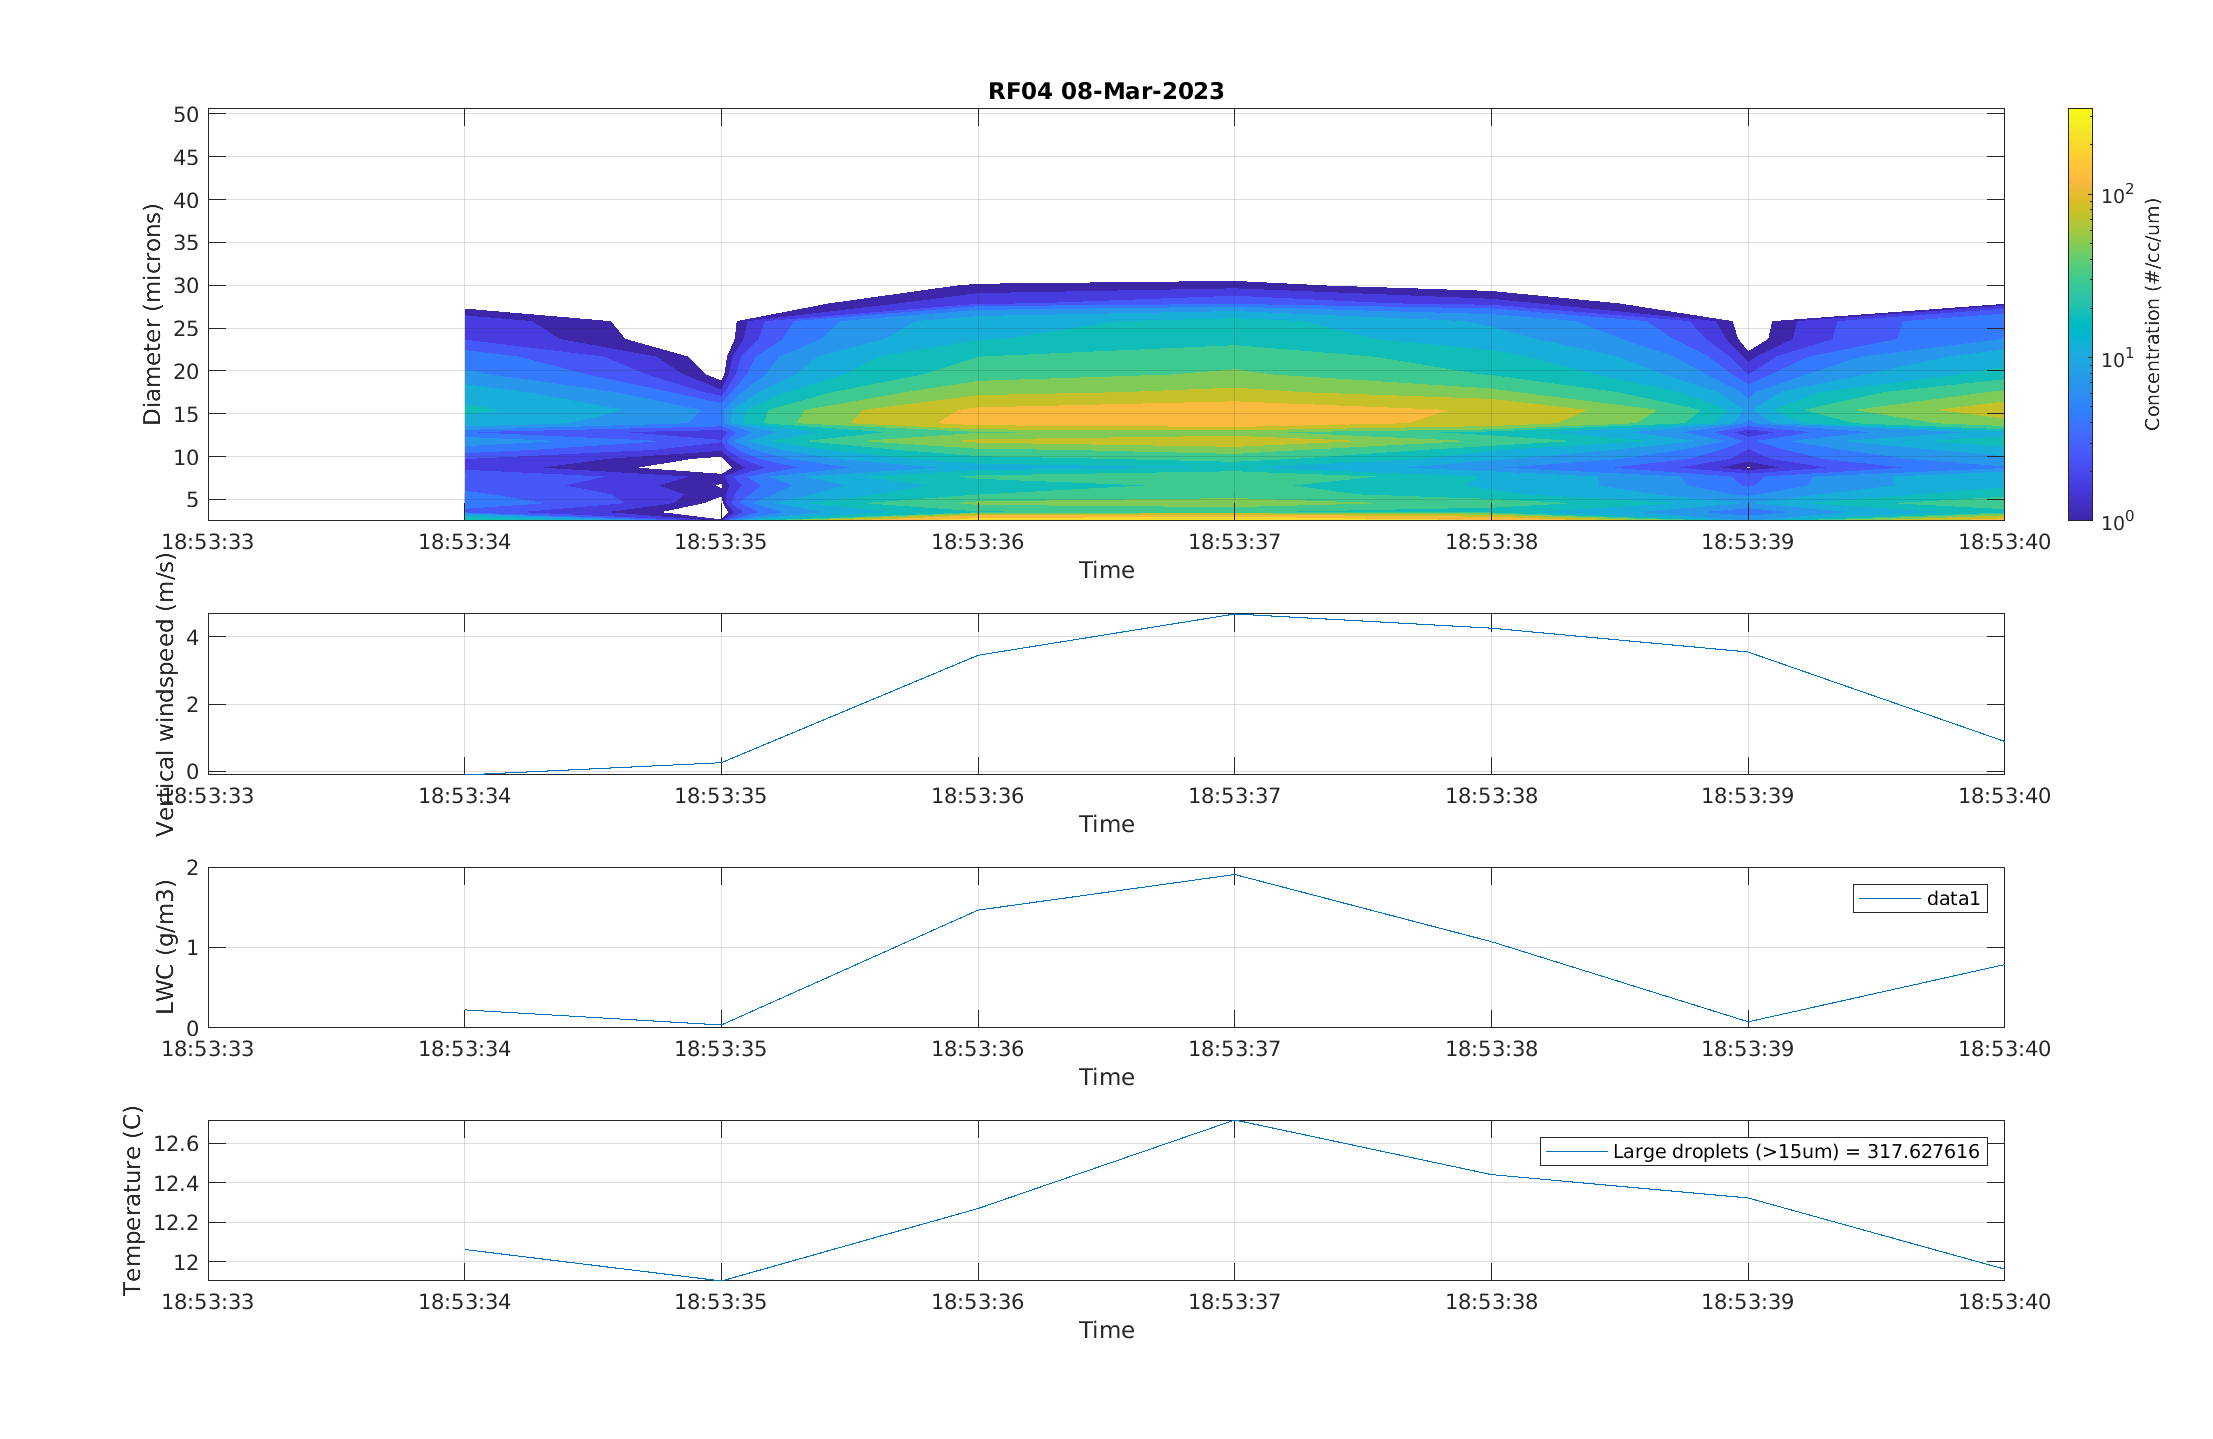 RF04 08-Mar-2023
50
45
40
35
30
25
20
15
10
5
Diameter (microns)
18:53:33 18:53:34 18:53:35 18:53:36 18:53:37 18:53:38 18:53:39 18:53:40
Time
10^2
10^1
10^0
Concentration (#/cc/um)
4
2
0
Vertical windspeed (m/s)
18:53:33 18:53:34 18:53:35 18:53:36 18:53:37 18:53:38 18:53:39 18:53:40
Time
2
1
0
LWC (g/m3)
data1
18:53:33 18:53:34 18:53:35 18:53:36 18:53:37 18:53:38 18:53:39 18:53:40
Time
12.6
12.4
12.2
12
Temperature (C)
Large droplets (>15um) = 317.627616
18:53:33 18:53:34 18:53:35 18:53:36 18:53:37 18:53:38 18:53:39 18:53:40
Time